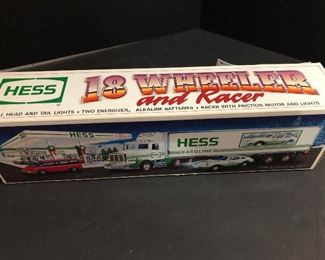 HESS
18 WHEELER
and Racer
L HEAD AND TAIL LIGHTS • TWO ENERGIZER ALKALINE BATTERIES • RACER WITH FRICTION MOTOR AND LIGHTS
HESS
GASOLINE